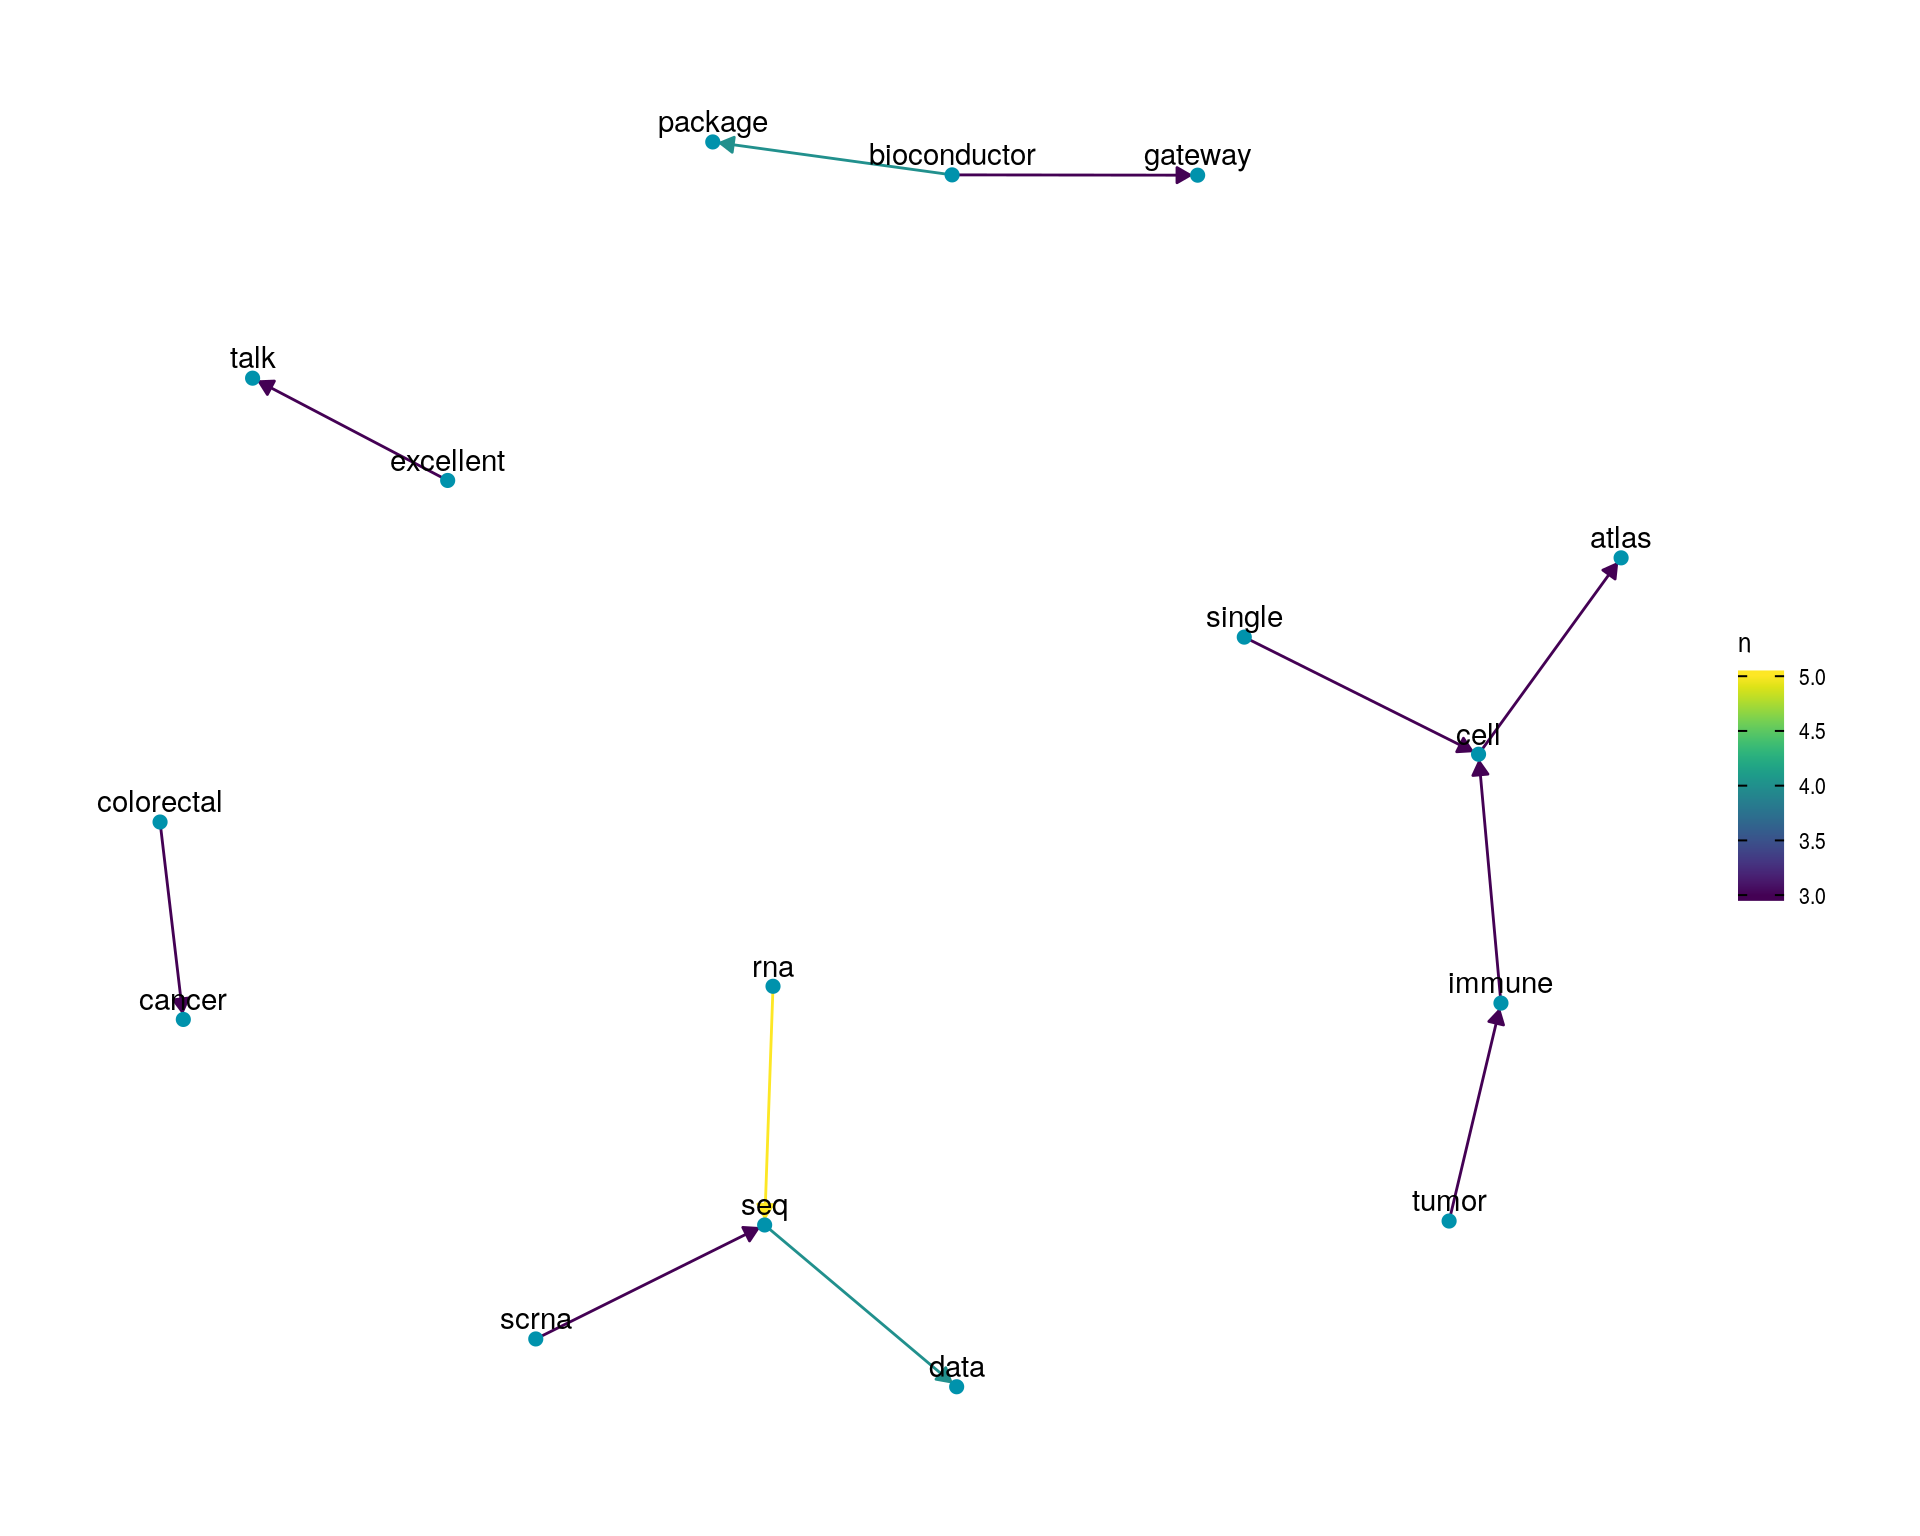 package
bioconductor
gateway
talk
excellent
atlas
single
n
5.0
4.5
cell
4.0
colorectal
3.5
3.0
rna
immune
cancer
tumor
seq
scrna
data